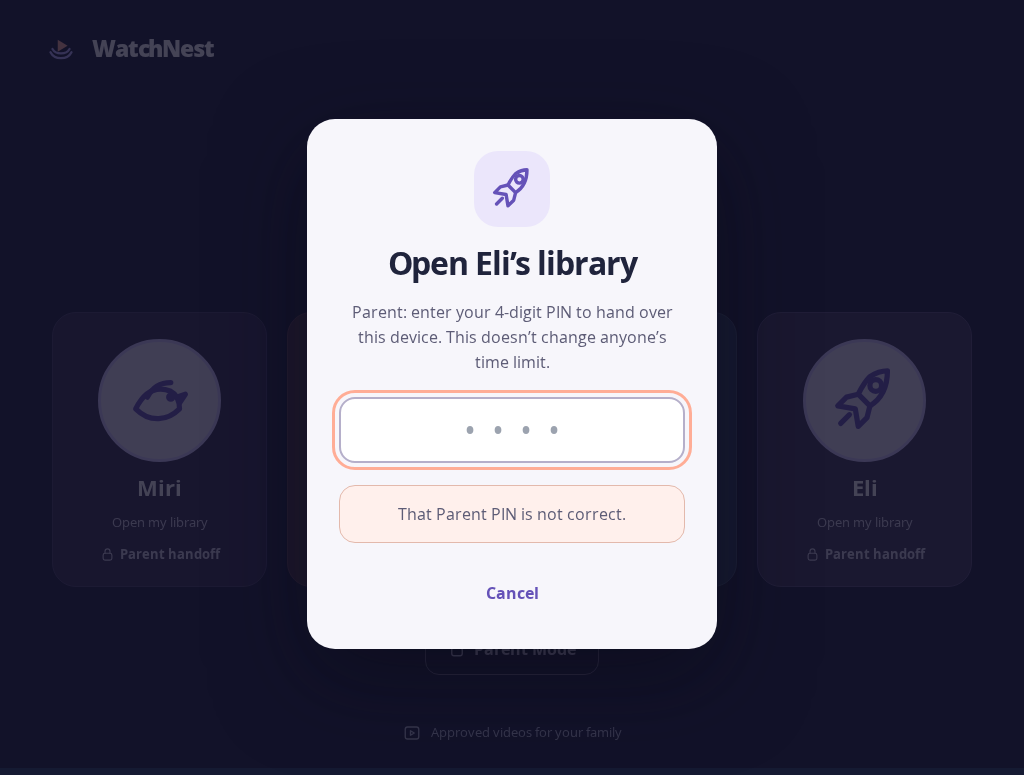 WatchNest
Open Eli’s library
Parent: enter your 4-digit PIN to hand over
this device. This doesn’t change anyone’s
time limit.
• • • •
That Parent PIN is not correct.
Cancel
Miri
Open my library
Parent handoff
Eli
Open my library
Parent handoff
Parent Mode
Approved videos for your family